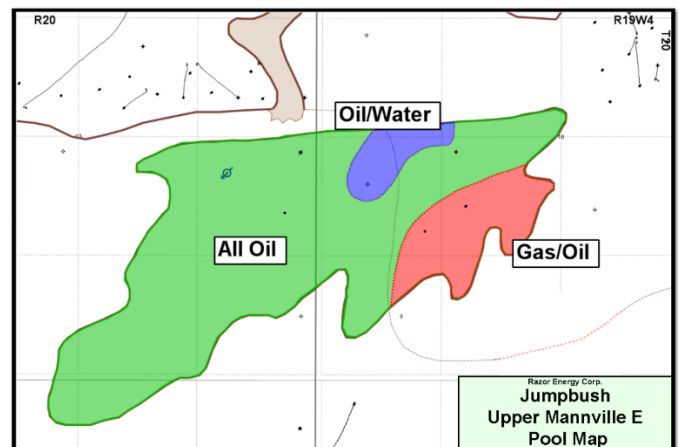 R20
R19W4
T20
Oil/Water
All Oil
Gas/Oil
Razor Energy Corp.
Jumpbush
Upper Mannville E
Pool Map